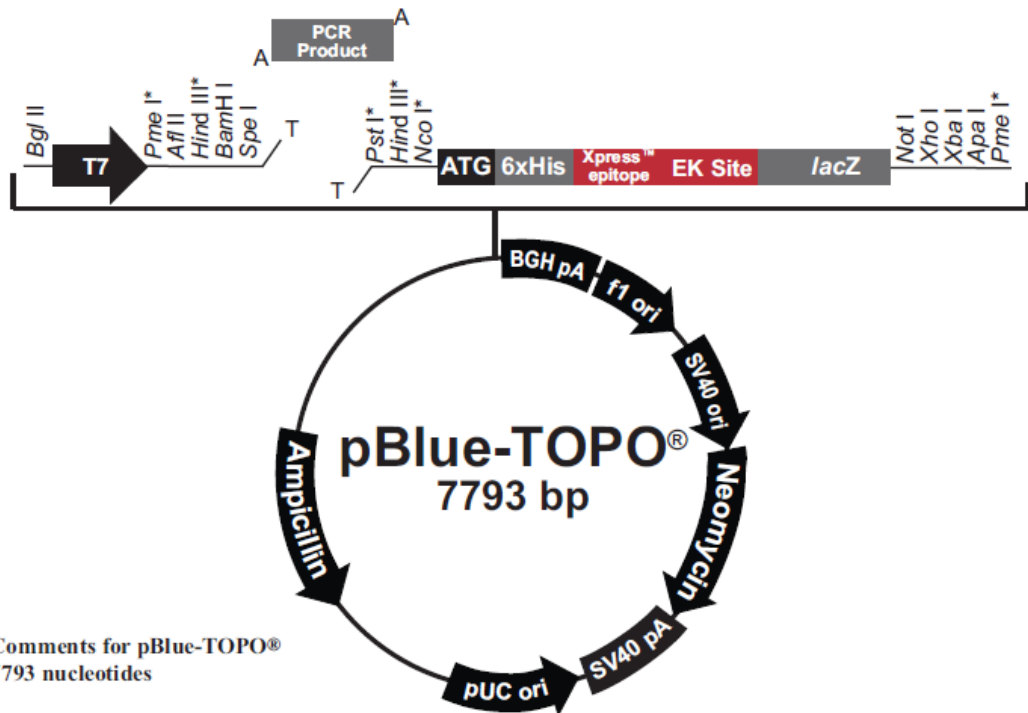 A
PCR
Product
A
Bgl II
T7
Pme I*
Afl II
Hind III*
BamH I
Spe I
T
T
Pst I*
Hind III*
Nco I*
ATG
6xHis
Xpress™
epitope
EK Site
lacZ
Not I
Xho I
Xba I
Apa I
Pme I*
BGH pA
f1 ori
SV40 ori
Neomycin
SV40 pA
pUC ori
Ampicillin
pBlue-TOPO®
7793 bp
Comments for pBlue-TOPO®
7793 nucleotides